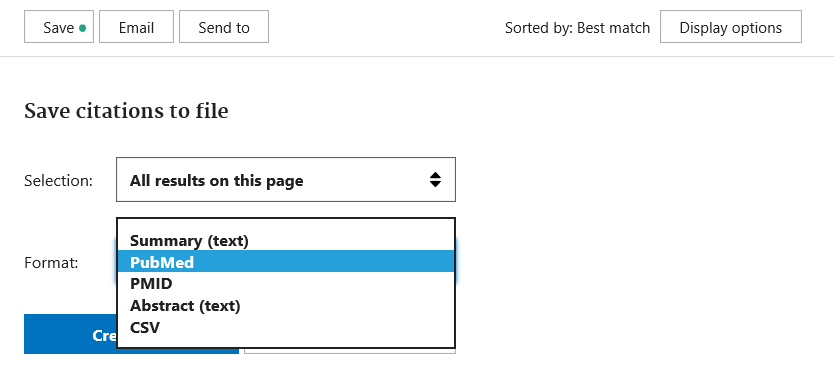 Save Email Send to Sorted by: Best match Display options
Save citations to file
Selection: All results on this page
Summary (text)
Format: PubMed
PMID
Abstract (text)
CSV
Cre